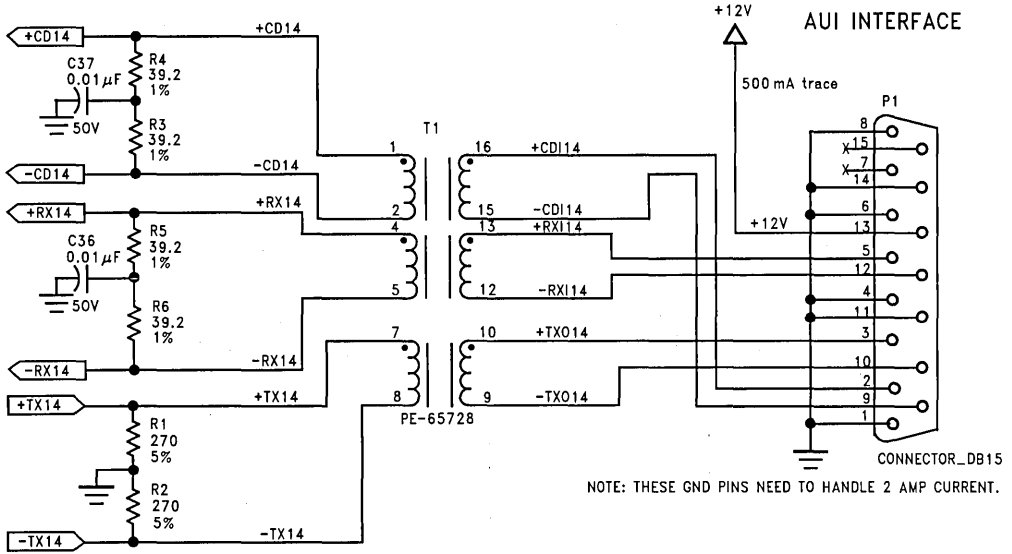 +12V
AUI INTERFACE
+CD14
+CD14
C37
0.01μF
50V
R4
39.2
1%
R3
39.2
1%
500 mA trace
P1
T1
-CD14
-CD14
1
16
+CDI14
2
15
-CDI14
+RX14
+RX14
4
13
+RXI14
C36
0.01μF
50V
R5
39.2
1%
R6
39.2
1%
5
12
-RXI14
-RX14
-RX14
7
10
+TXO14
+TX14
+TX14
8
9
-TXO14
PE-65728
R1
270
5%
R2
270
5%
-TX14
-TX14
8
X 15
X 7
14
6
+12V
13
5
12
4
11
3
10
2
9
1
CONNECTOR_DB15
NOTE: THESE GND PINS NEED TO HANDLE 2 AMP CURRENT.